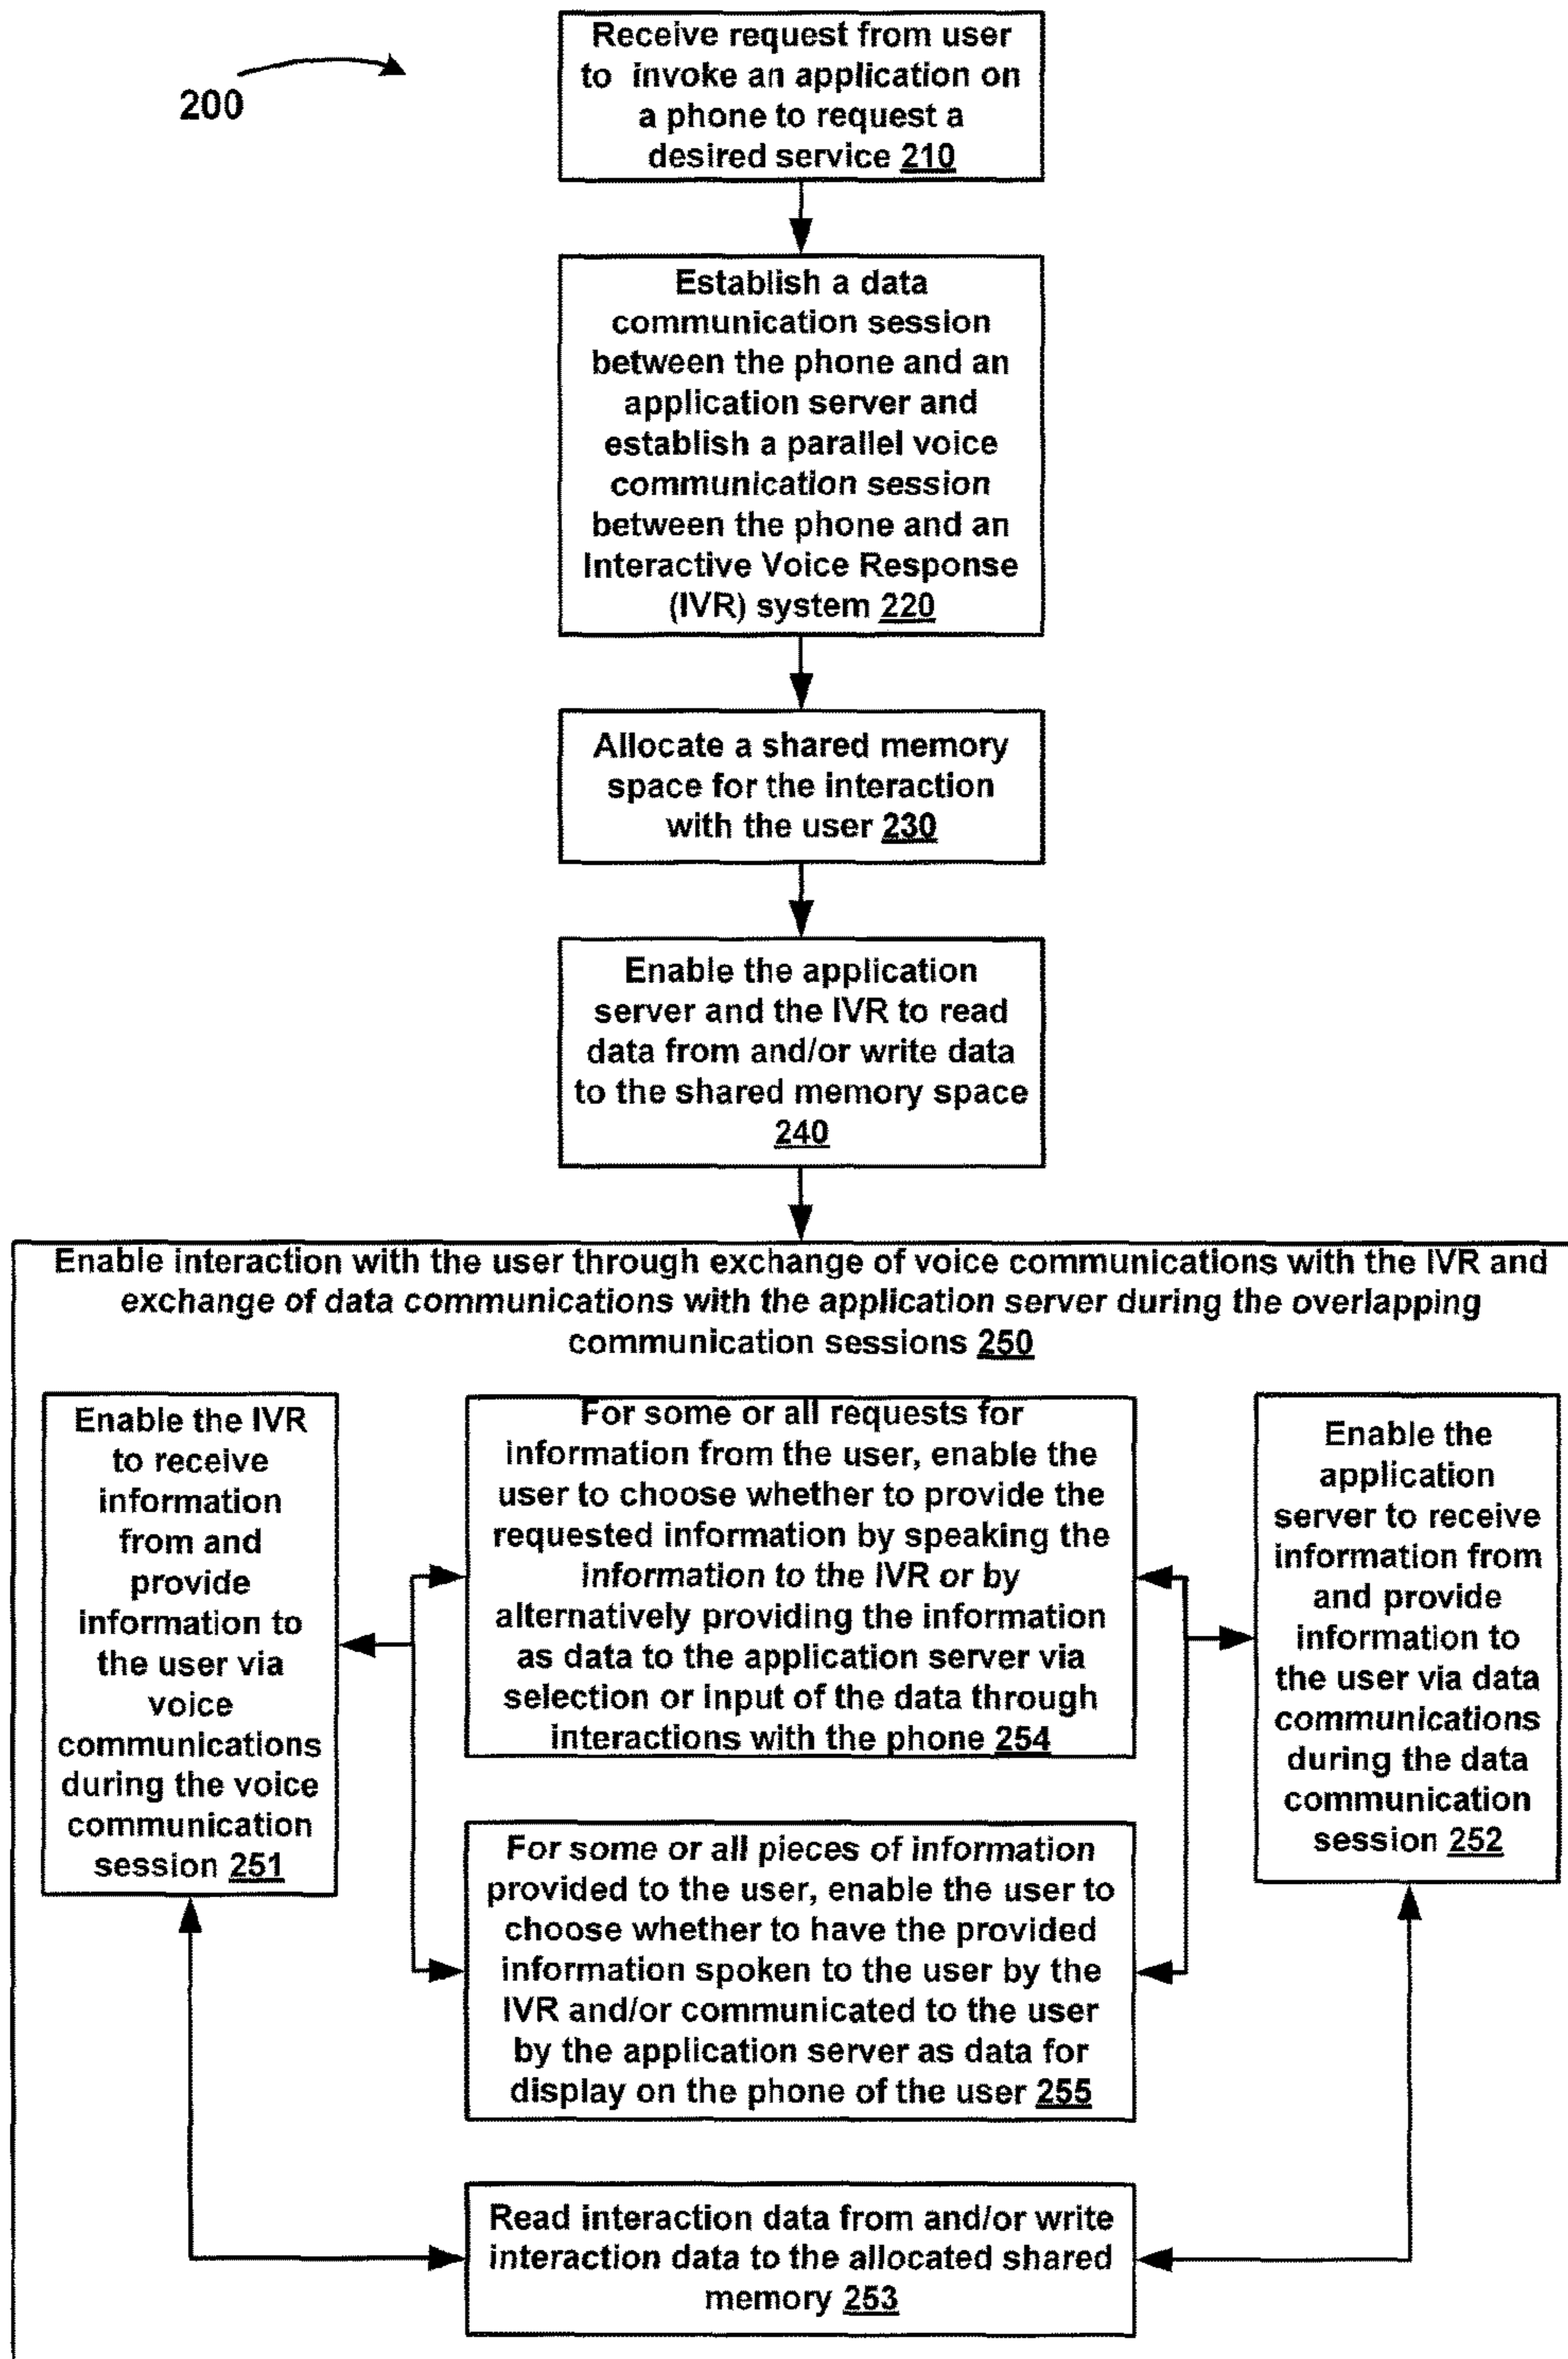 200
Receive request from user
to invoke an application on
a phone to request a
desired service 210
Establish a data
communication session
between the phone and an
application server and
establish a parallel voice
communication session
between the phone and an
Interactive Voice Response
(IVR) system 220
Allocate a shared memory
space for the interaction
with the user 230
Enable the application
server and the IVR to read
data from and/or write data
to the shared memory space
240
Enable interaction with the user through exchange of voice communications with the IVR and
exchange of data communications with the application server during the overlapping
communication sessions 250
Enable the IVR
to receive
information
from and
provide
information to
the user via
voice
communications
during the voice
communication
session 251
For some or all requests for
information from the user, enable the
user to choose whether to provide the
requested information by speaking the
information to the IVR or by
alternatively providing the information
as data to the application server via
selection or input of the data through
interactions with the phone 254
Enable the
application
server to receive
information from
and provide
information to
the user via data
communications
during the data
communication
session 252
For some or all pieces of information
provided to the user, enable the user to
choose whether to have the provided
information spoken to the user by the
IVR and/or communicated to the user
by the application server as data for
display on the phone of the user 255
Read interaction data from and/or write
interaction data to the allocated shared
memory 253